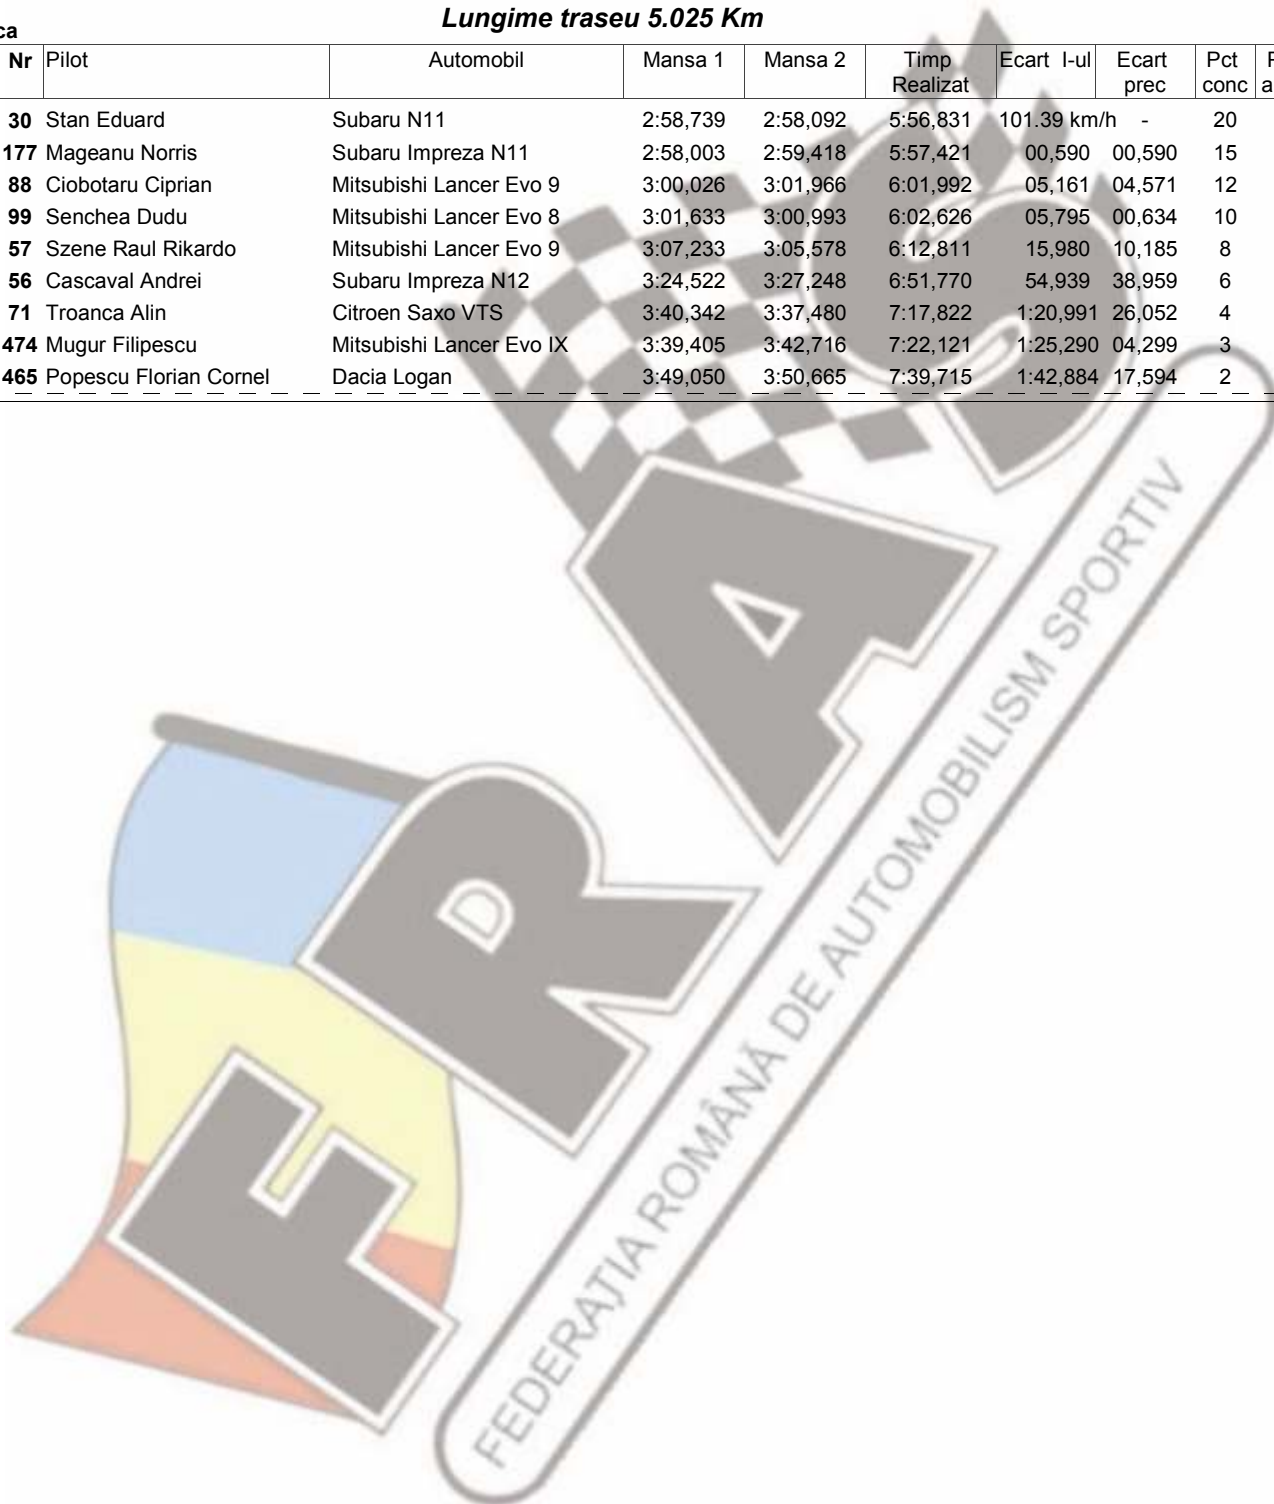 Lungime traseu 5.025 Km
ca
Nr Pilot Automobil Mansa 1 Mansa 2 Timp Realizat Ecart I-ul Ecart prec Pct conc
30 Stan Eduard Subaru N11 2:58,739 2:58,092 5:56,831 101.39 km/h - 20
177 Mageanu Norris Subaru Impreza N11 2:58,003 2:59,418 5:57,421 00,590 00,590 15
88 Ciobotaru Ciprian Mitsubishi Lancer Evo 9 3:00,026 3:01,966 6:01,992 05,161 04,571 12
99 Senchea Dudu Mitsubishi Lancer Evo 8 3:01,633 3:00,993 6:02,626 05,795 00,634 10
57 Szene Raul Rikardo Mitsubishi Lancer Evo 9 3:07,233 3:05,578 6:12,811 15,980 10,185 8
56 Cascaval Andrei Subaru Impreza N12 3:24,522 3:27,248 6:51,770 54,939 38,959 6
71 Troanca Alin Citroen Saxo VTS 3:40,342 3:37,480 7:17,822 1:20,991 26,052 4
474 Mugur Filipescu Mitsubishi Lancer Evo IX 3:39,405 3:42,716 7:22,121 1:25,290 04,299 3
465 Popescu Florian Cornel Dacia Logan 3:49,050 3:50,665 7:39,715 1:42,884 17,594 2
FRAS
FEDERAȚIA ROMÂNĂ DE AUTOMOBILISM SPORTIV